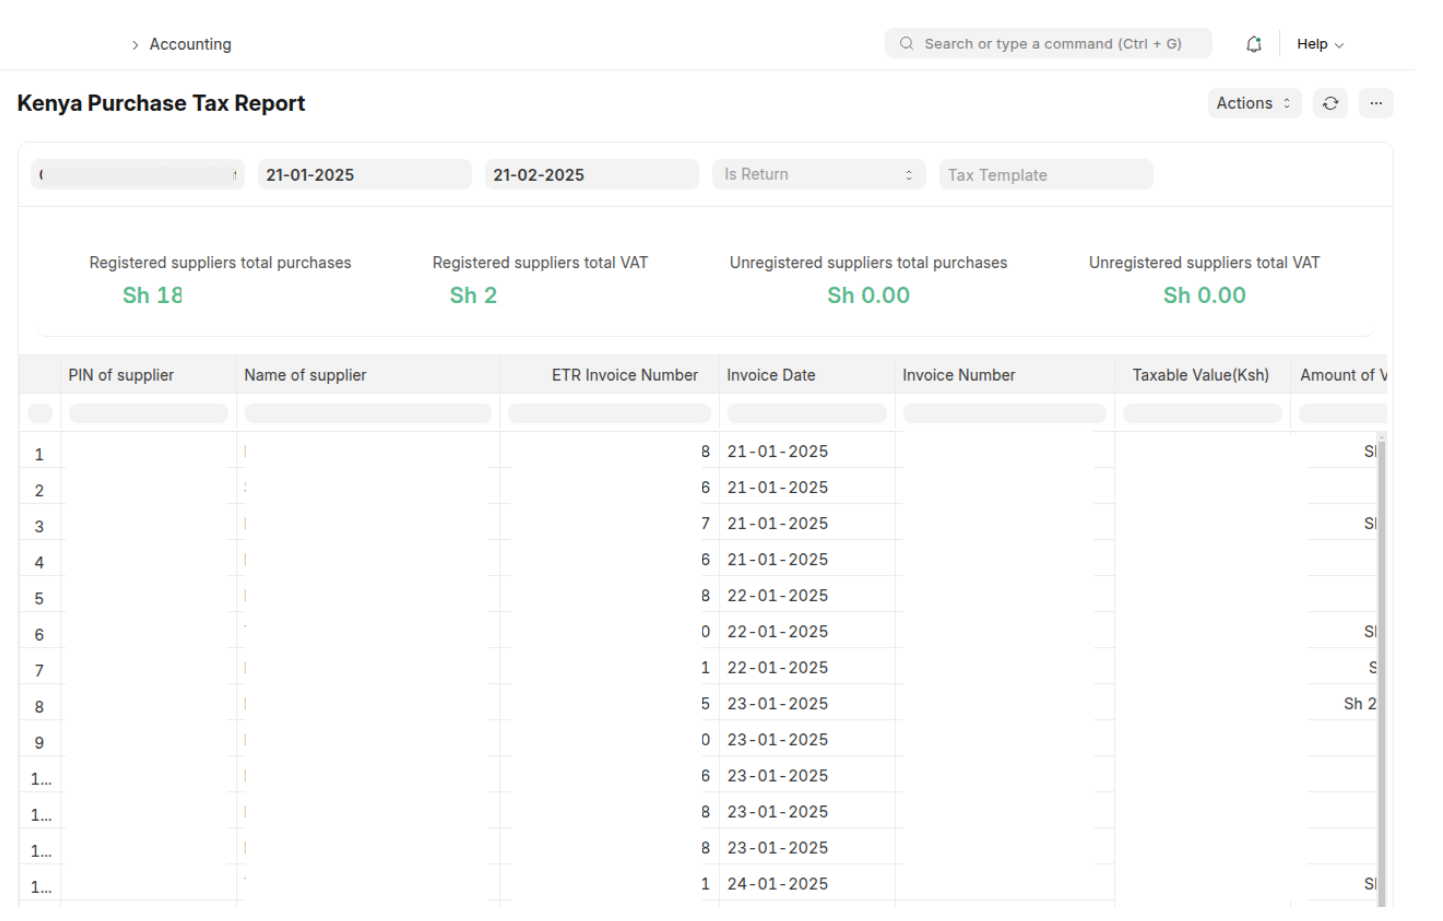 Accounting
Search or type a command (Ctrl + G)
Help
Kenya Purchase Tax Report
Actions
21-01-2025
21-02-2025
Is Return
Tax Template
Registered suppliers total purchases
Registered suppliers total VAT
Unregistered suppliers total purchases
Unregistered suppliers total VAT
Sh 18
Sh 2
Sh 0.00
Sh 0.00
PIN of supplier
Name of supplier
ETR Invoice Number
Invoice Date
Invoice Number
Taxable Value(Ksh)
Amount of V
1 8 21-01-2025
2 6 21-01-2025
3 7 21-01-2025
4 6 21-01-2025
5 8 22-01-2025
6 0 22-01-2025
7 1 22-01-2025
8 5 23-01-2025 Sh 2
9 0 23-01-2025
1... 6 23-01-2025
1... 8 23-01-2025
1... 8 23-01-2025
1... 1 24-01-2025